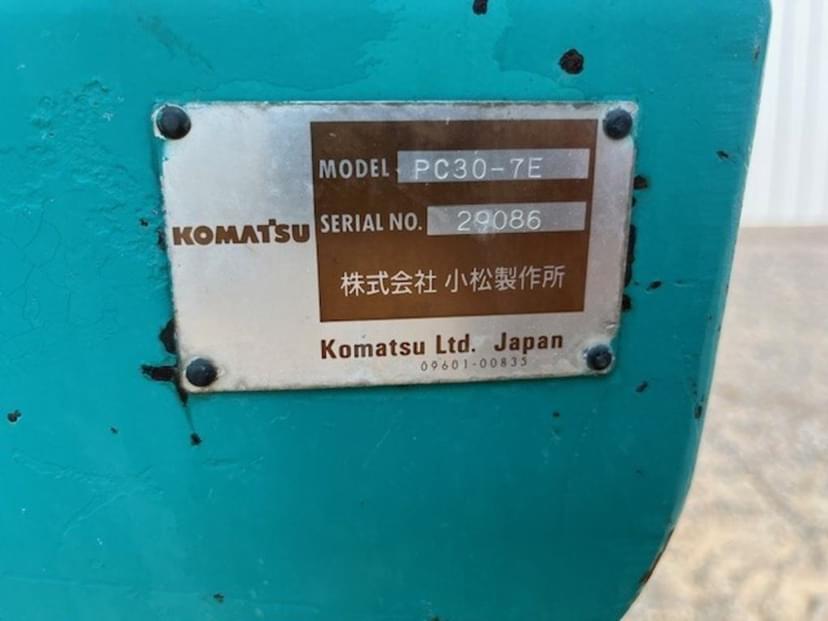 KOMATSU
MODEL PC30-7E
SERIAL NO. 29086
株式会社 小松製作所
Komatsu Ltd. Japan
09601-00835